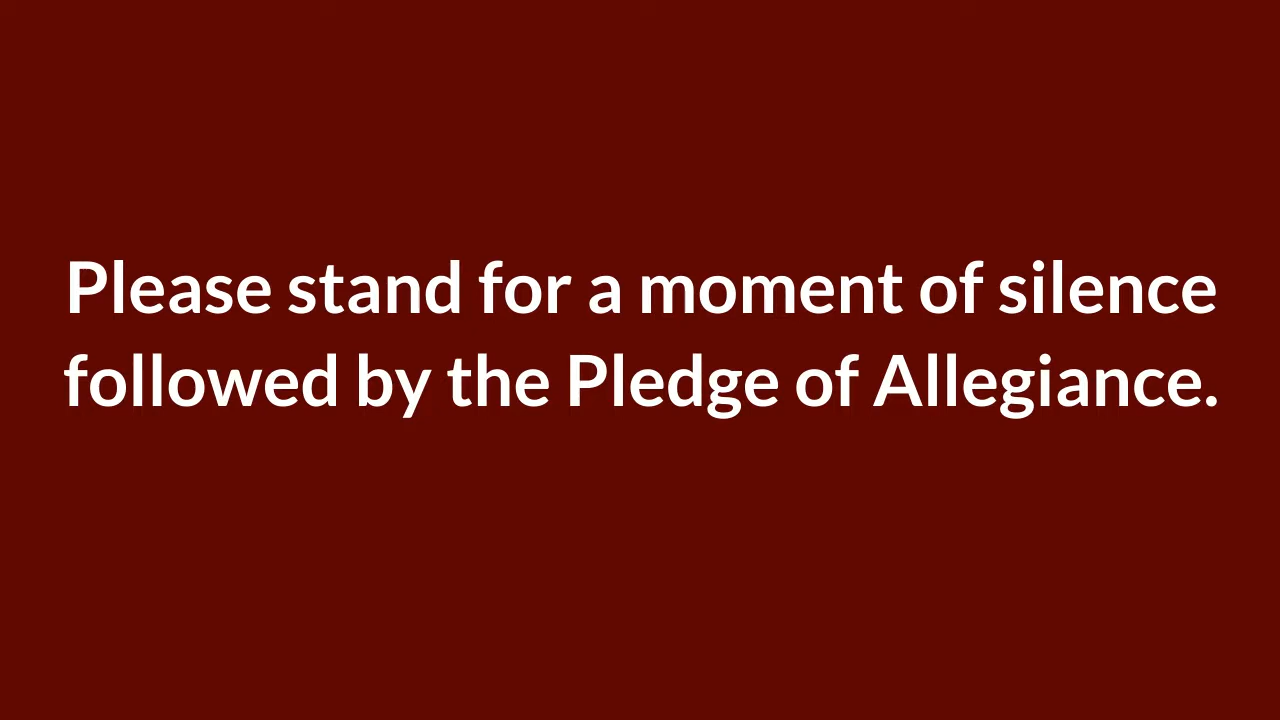 Please stand for a moment of silence
followed by the Pledge of Allegiance.